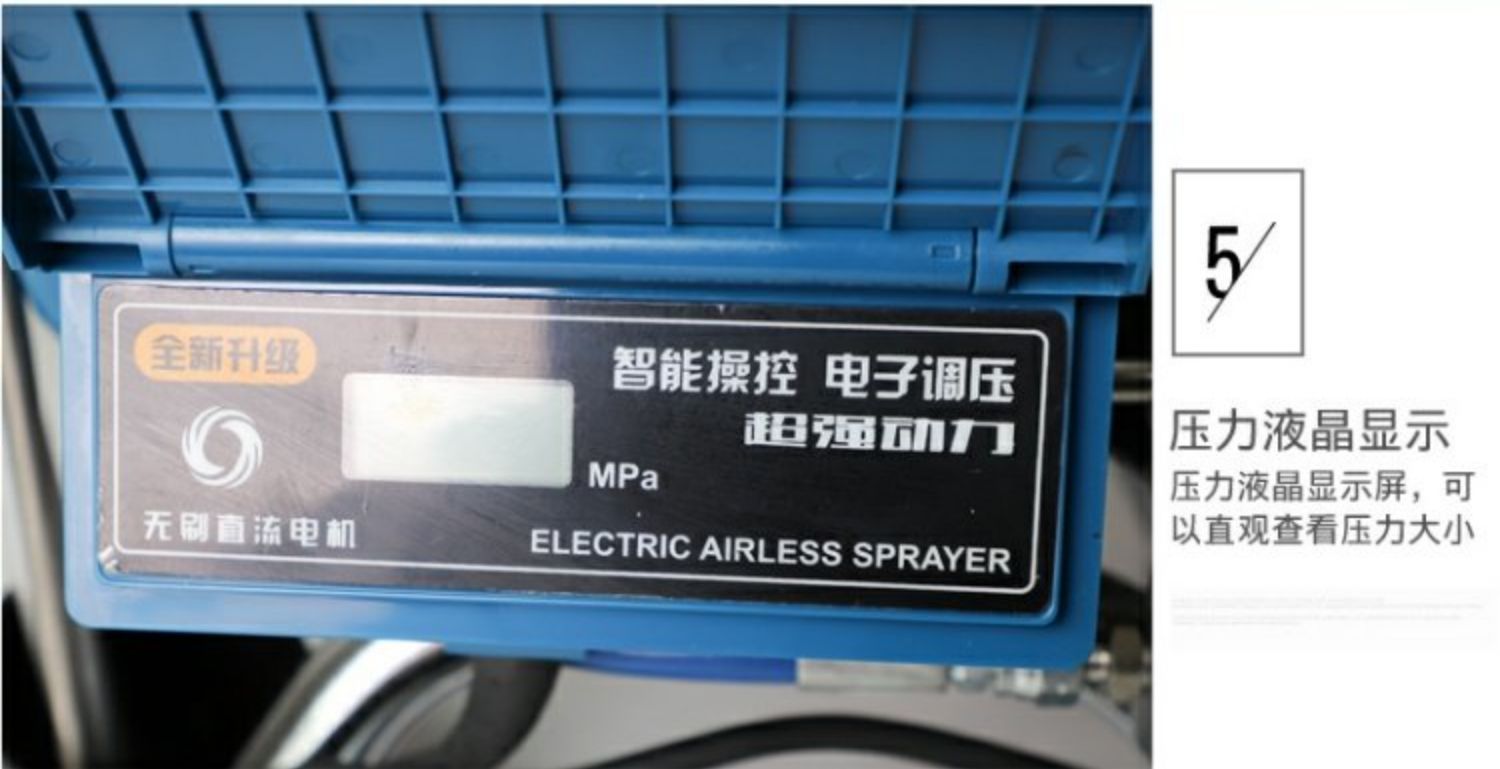 全新升级
智能操控 电子调压
超强动力
MPa
无刷直流电机
ELECTRIC AIRLESS SPRAYER
5
压力液晶显示
压力液晶显示屏，可
以直观查看压力大小